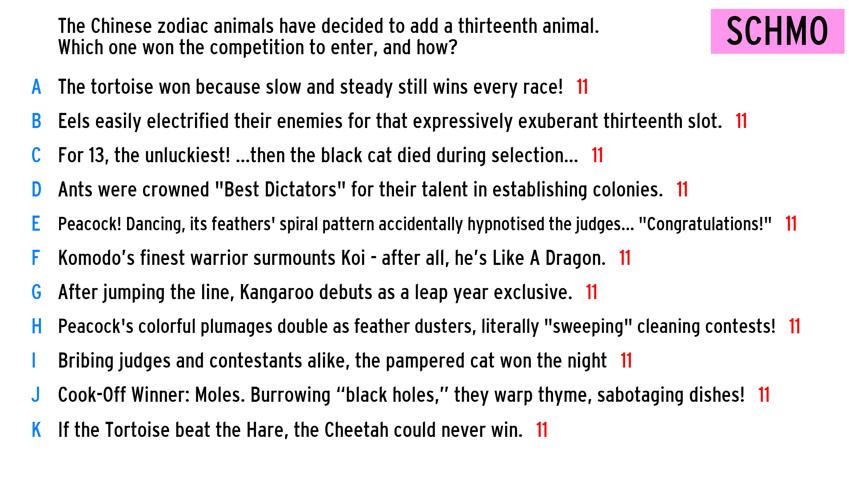 The Chinese zodiac animals have decided to add a thirteenth animal.
Which one won the competition to enter, and how?
SCHMO
A The tortoise won because slow and steady still wins every race! 11
B Eels easily electrified their enemies for that expressively exuberant thirteenth slot. 11
C For 13, the unluckiest! ...then the black cat died during selection... 11
D Ants were crowned "Best Dictators" for their talent in establishing colonies. 11
E Peacock! Dancing, its feathers' spiral pattern accidentally hypnotised the judges... "Congratulations!" 11
F Komodo’s finest warrior surmounts Koi - after all, he’s Like A Dragon. 11
G After jumping the line, Kangaroo debuts as a leap year exclusive. 11
H Peacock's colorful plumages double as feather dusters, literally "sweeping" cleaning contests! 11
I Bribing judges and contestants alike, the pampered cat won the night 11
J Cook-Off Winner: Moles. Burrowing “black holes,” they warp thyme, sabotaging dishes! 11
K If the Tortoise beat the Hare, the Cheetah could never win. 11